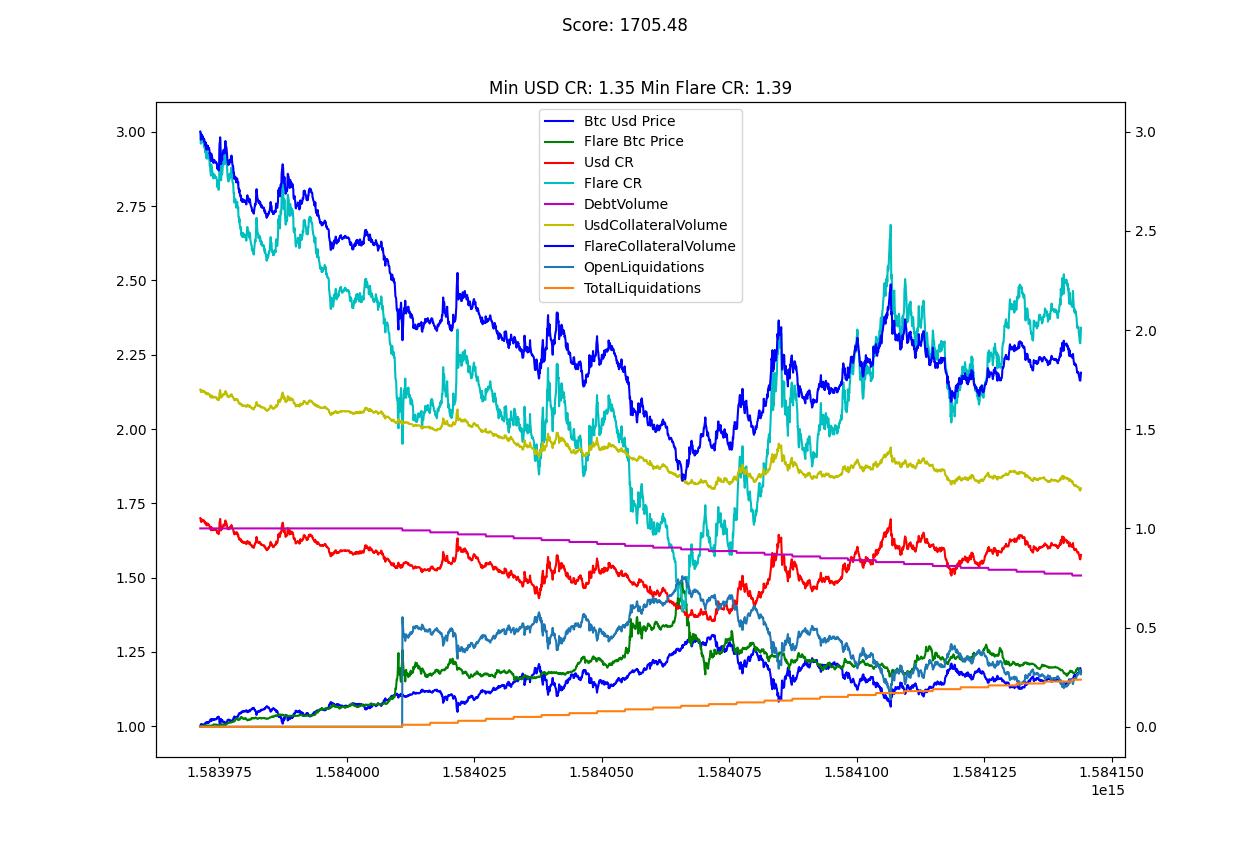 Score: 1705.48
Min USD CR: 1.35 Min Flare CR: 1.39
Btc Usd Price
Flare Btc Price
Usd CR
Flare CR
DebtVolume
UsdCollateralVolume
FlareCollateralVolume
OpenLiquidations
TotalLiquidations
3.00
2.75
2.50
2.25
2.00
1.75
1.50
1.25
1.00
3.0
2.5
2.0
1.5
1.0
0.5
0.0
1.583975 1.584000 1.584025 1.584050 1.584075 1.584100 1.584125 1.584150
1e15